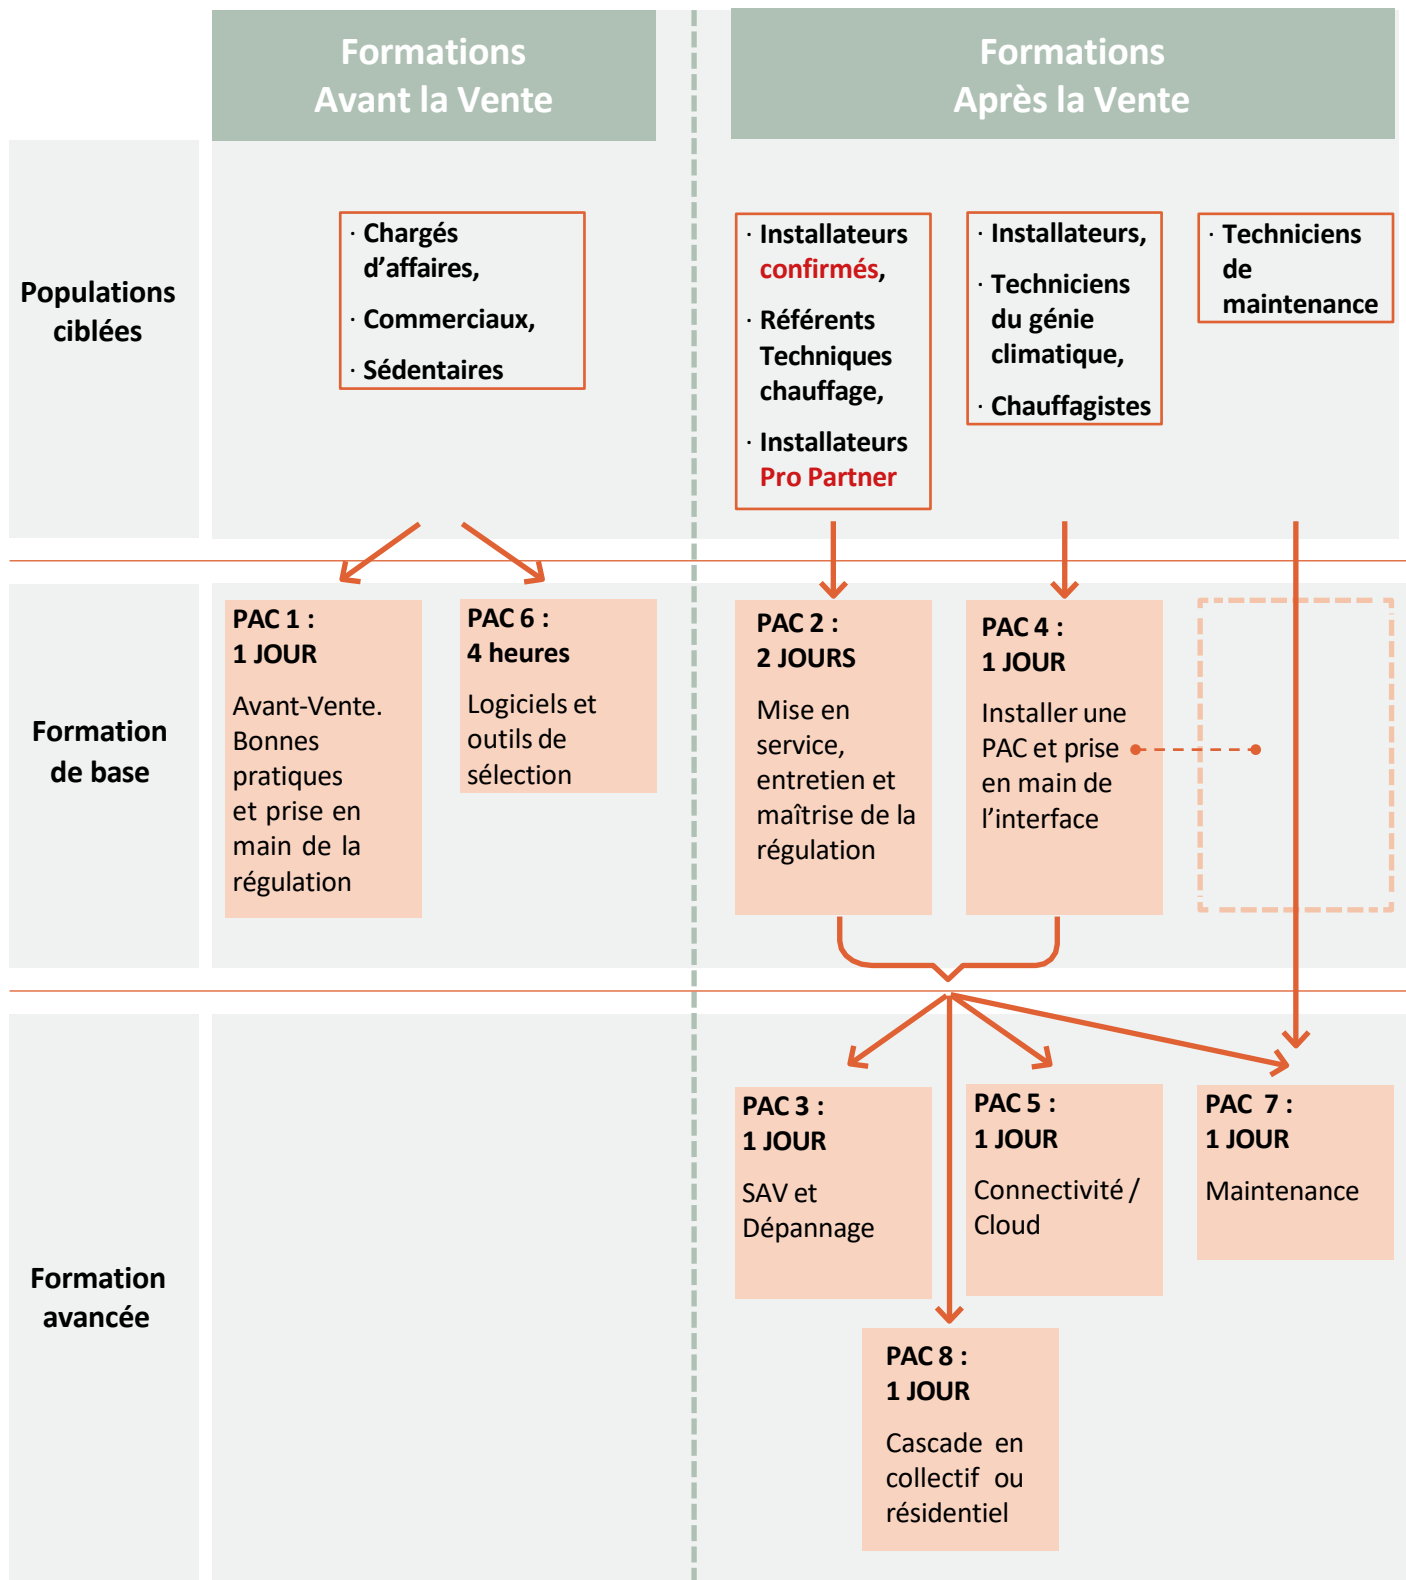 Formations
Avant la Vente
Formations
Après la Vente
Populations
ciblées
· Chargés
d’affaires,
· Commerciaux,
· Sédentaires
· Installateurs
confirmés,
· Référents
Techniques
chauffage,
· Installateurs
Pro Partner
· Installateurs,
· Techniciens
du génie
climatique,
· Chauffagistes
· Techniciens
de
maintenance
Formation
de base
PAC 1 :
1 JOUR
Avant-Vente.
Bonnes
pratiques
et prise en
main de la
régulation
PAC 6 :
4 heures
Logiciels et
outils de
sélection
PAC 2 :
2 JOURS
Mise en
service,
entretien et
maîtrise de la
régulation
PAC 4 :
1 JOUR
Installer une
PAC et prise
en main de
l’interface
Formation
avancée
PAC 3 :
1 JOUR
SAV et
Dépannage
PAC 5 :
1 JOUR
Connectivité /
Cloud
PAC 7 :
1 JOUR
Maintenance
PAC 8 :
1 JOUR
Cascade en
collectif ou
résidentiel